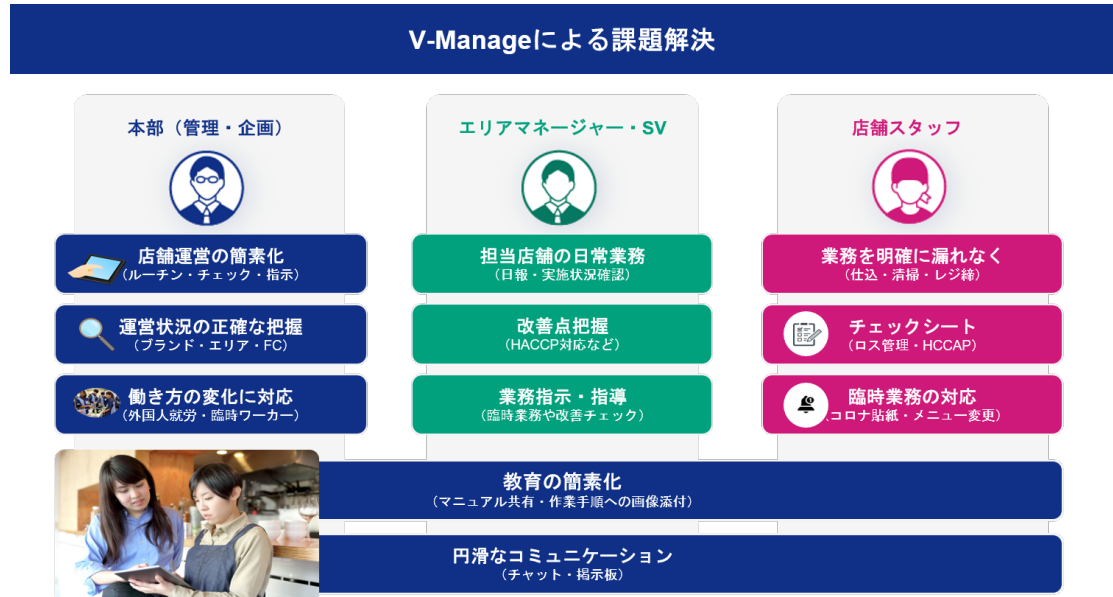 V-Manageによる課題解決
本部（管理・企画）
店舗運営の簡素化
（ルーチン・チェック・指示）
運営状況の正確な把握
（ブランド・エリア・FC）
働き方の変化に対応
（外国人就労・臨時ワーカー）
エリアマネージャー・SV
担当店舗の日常業務
（日報・実施状況確認）
改善点把握
（HACCP対応など）
業務指示・指導
（臨時業務や改善チェック）
店舗スタッフ
業務を明確に漏れなく
（仕込・清掃・レジ締）
チェックシート
（ロス管理・HCCAP）
臨時業務の対応
（コロナ貼紙・メニュー変更）
教育の簡素化
（マニュアル共有・作業手順への画像添付）
円滑なコミュニケーション
（チャット・掲示板）